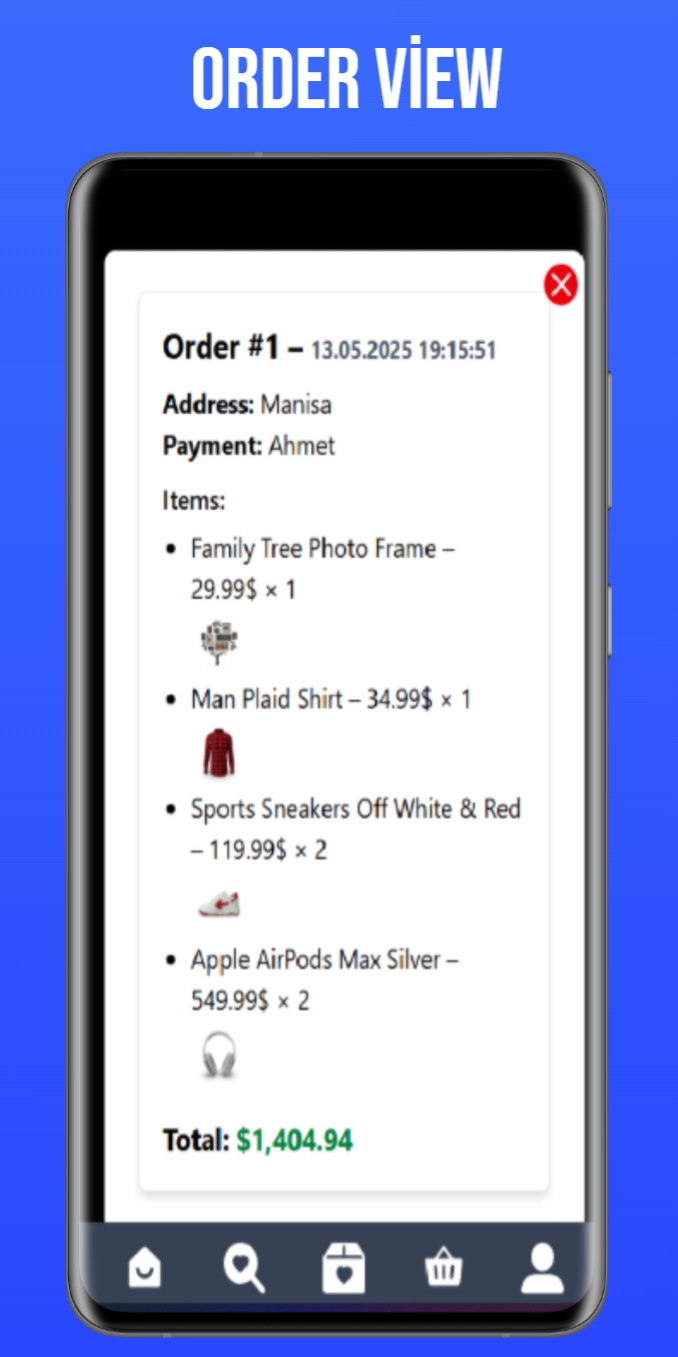 ORDER VİEW
Order #1 – 13.05.2025 19:15:51
Address: Manisa
Payment: Ahmet
Items:
• Family Tree Photo Frame –
29.99$ × 1
• Man Plaid Shirt – 34.99$ × 1
• Sports Sneakers Off White & Red
– 119.99$ × 2
• Apple AirPods Max Silver –
549.99$ × 2
Total: $1,404.94